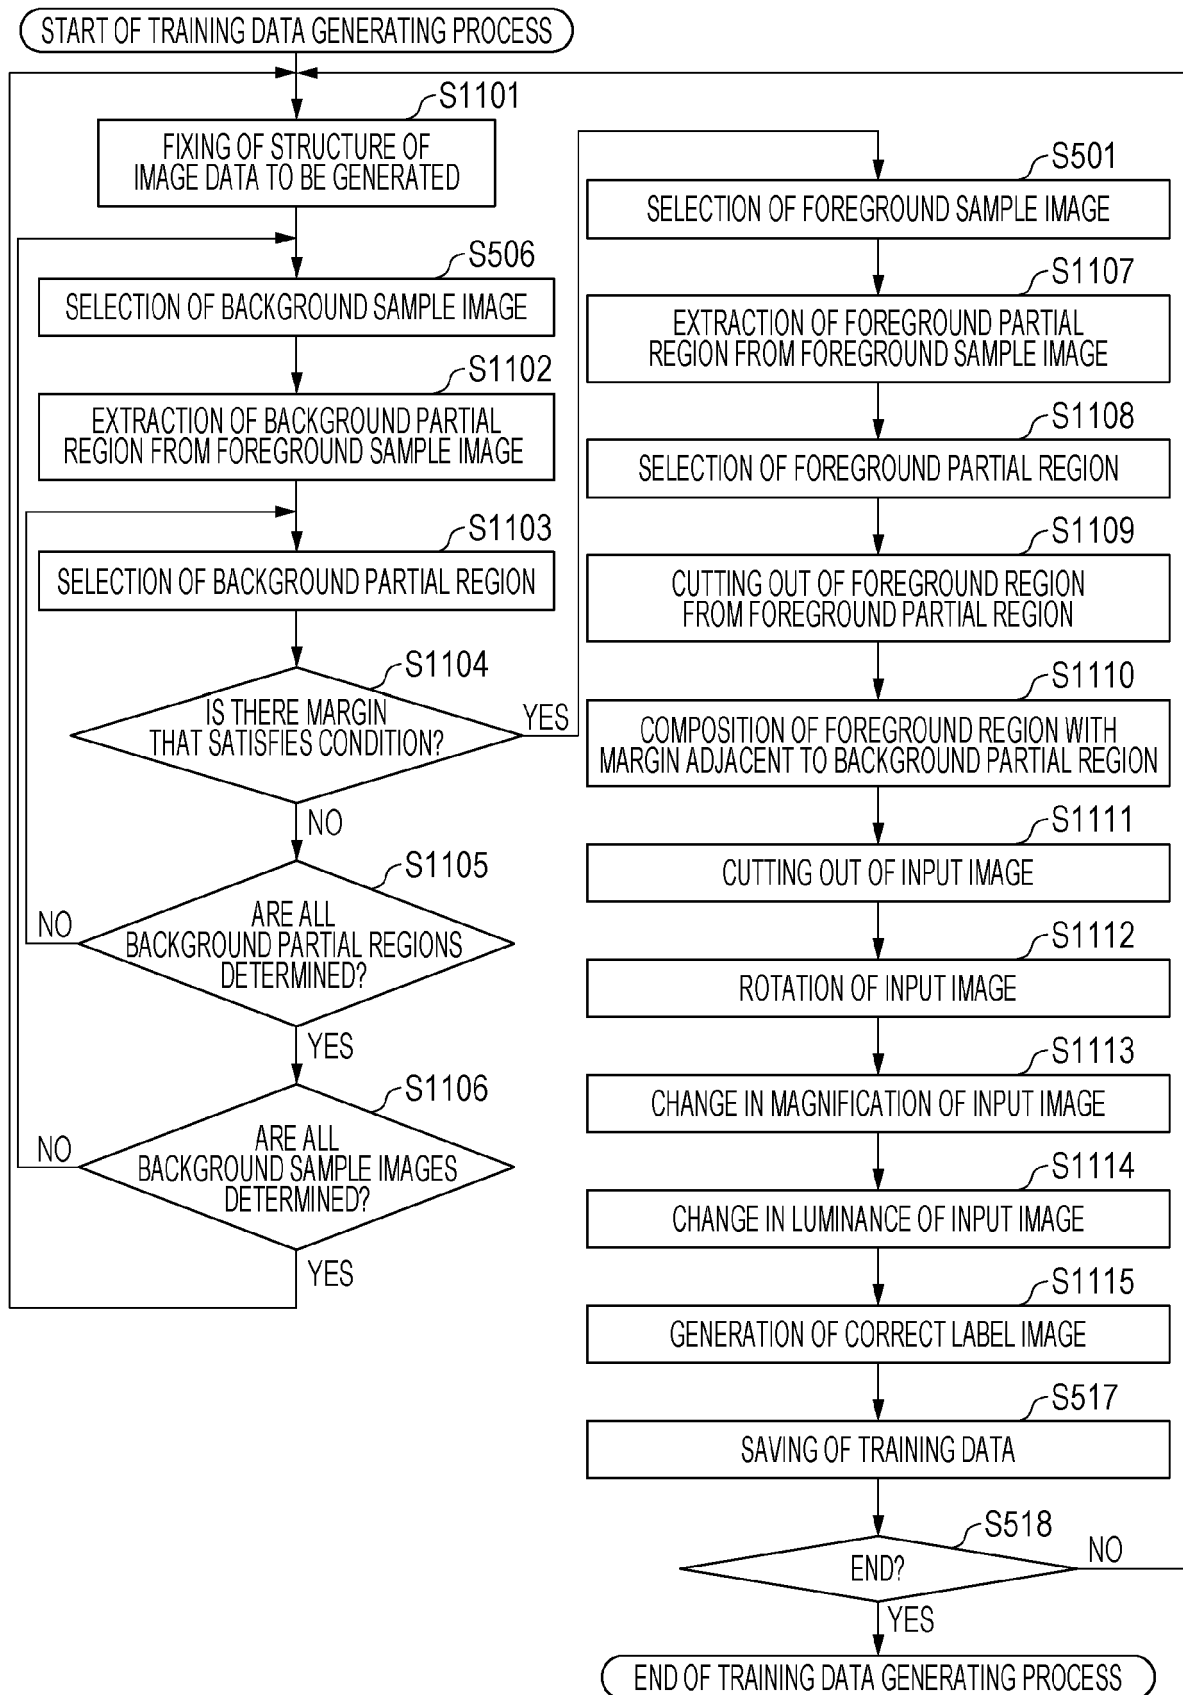 START OF TRAINING DATA GENERATING PROCESS
S1101
FIXING OF STRUCTURE OF
IMAGE DATA TO BE GENERATED
S506
SELECTION OF BACKGROUND SAMPLE IMAGE
S1102
EXTRACTION OF BACKGROUND PARTIAL
REGION FROM FOREGROUND SAMPLE IMAGE
S1103
SELECTION OF BACKGROUND PARTIAL REGION
S1104
IS THERE MARGIN
THAT SATISFIES CONDITION?
YES
NO
S1105
ARE ALL
BACKGROUND PARTIAL REGIONS
DETERMINED?
NO
YES
S1106
ARE ALL
BACKGROUND SAMPLE IMAGES
DETERMINED?
NO
YES
S501
SELECTION OF FOREGROUND SAMPLE IMAGE
S1107
EXTRACTION OF FOREGROUND PARTIAL
REGION FROM FOREGROUND SAMPLE IMAGE
S1108
SELECTION OF FOREGROUND PARTIAL REGION
S1109
CUTTING OUT OF FOREGROUND REGION
FROM FOREGROUND PARTIAL REGION
S1110
COMPOSITION OF FOREGROUND REGION WITH
MARGIN ADJACENT TO BACKGROUND PARTIAL REGION
S1111
CUTTING OUT OF INPUT IMAGE
S1112
ROTATION OF INPUT IMAGE
S1113
CHANGE IN MAGNIFICATION OF INPUT IMAGE
S1114
CHANGE IN LUMINANCE OF INPUT IMAGE
S1115
GENERATION OF CORRECT LABEL IMAGE
S517
SAVING OF TRAINING DATA
S518
END?
NO
YES
END OF TRAINING DATA GENERATING PROCESS